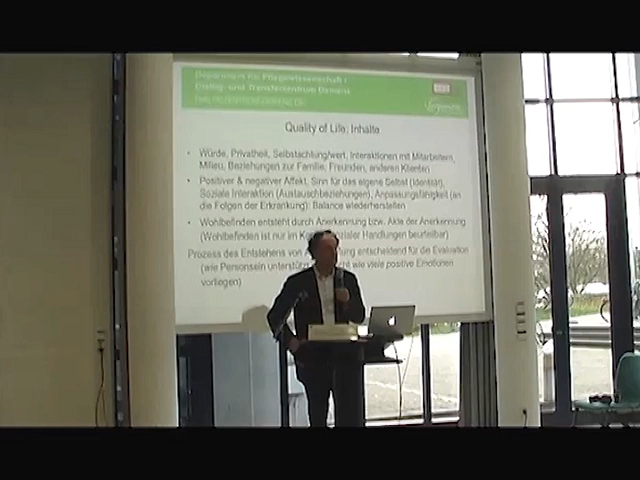 Department für Pflegewissenschaft I
Dialog- und Transferzentrum Demenz
Quality of Life: Inhalte
• Würde, Privatheit, Selbstachtung/wert, Interaktionen mit Mitarbeitern,
Milieu, Beziehungen zur Familie, Freunden, anderen Klienten
• Positiver & negativer Affekt, Sinn für das eigene Selbst (Identität),
Soziale Interaktion (Austauschbeziehungen), Anpassungsfähigkeit (an
die Folgen der Erkrankung): Balance wiederherstellen
• Wohlbefinden entsteht durch Anerkennung bzw. Akte der Anerkennung
(Wohlbefinden ist nur im sozialer Handlungen beurteilbar)
Prozess des Entstehens von entscheidend für die Evaluation
(wie Personsein wie viele positive Emotionen
vorliegen)